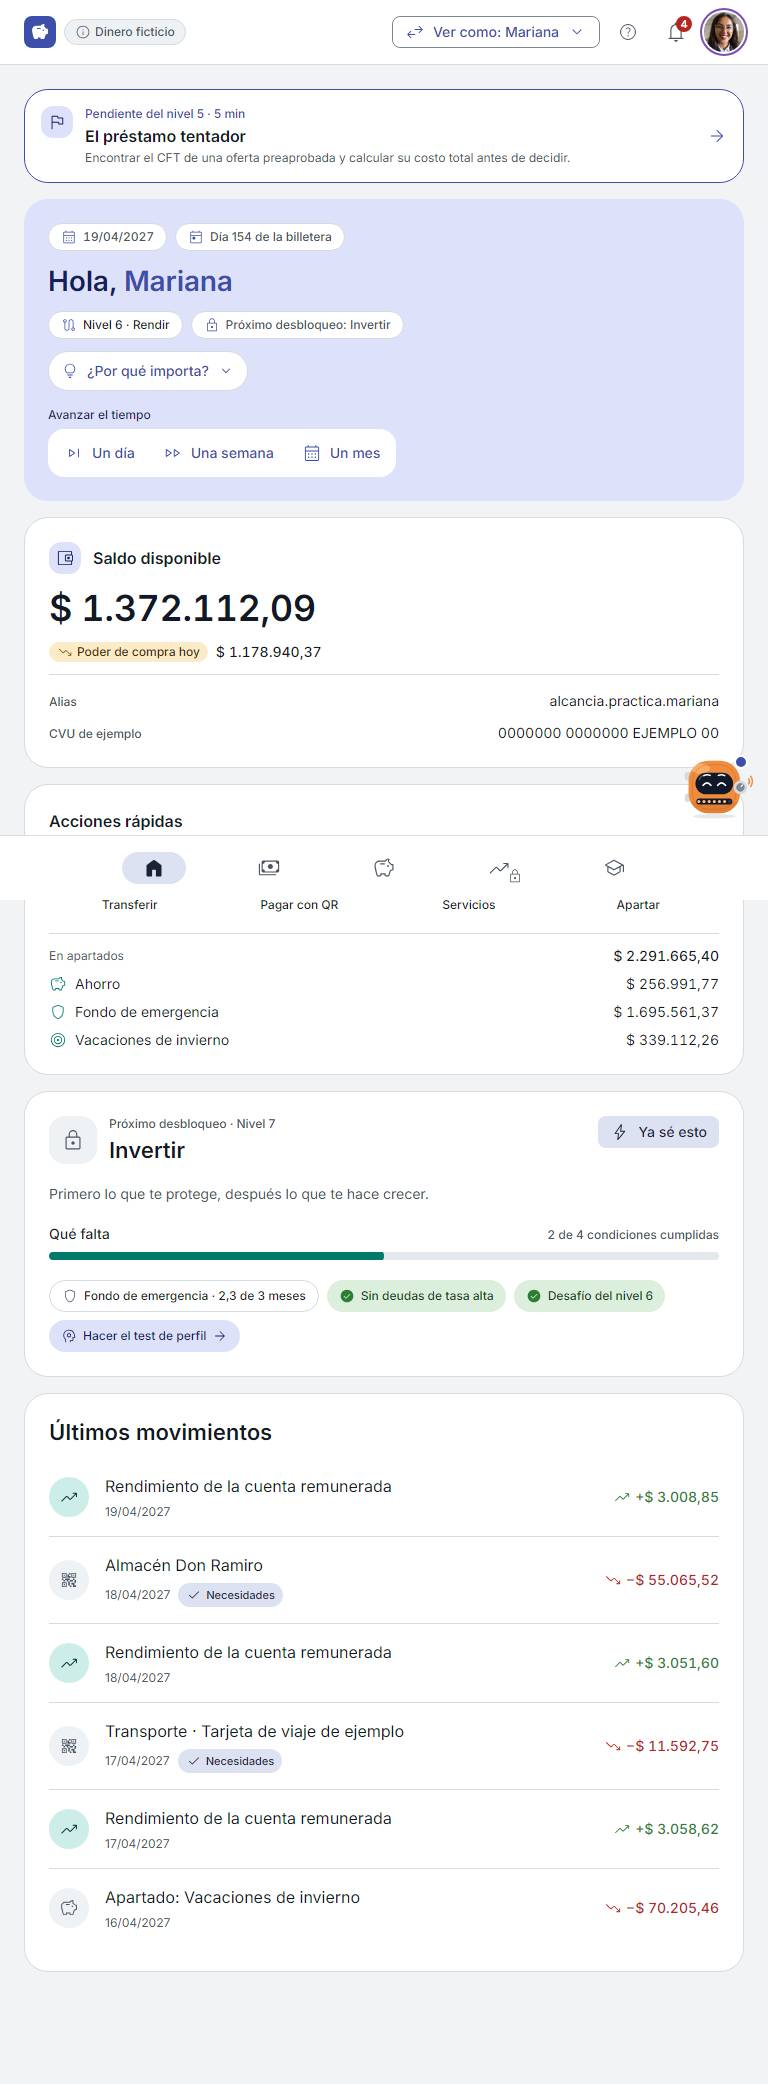 Dinero ficticio
Ver como: Mariana
4
Pendiente del nivel 5 · 5 min
El préstamo tentador
Encontrar el CFT de una oferta preaprobada y calcular su costo total antes de decidir.
19/04/2027
Día 154 de la billetera
Hola, Mariana
Nivel 6 · Rendir
Próximo desbloqueo: Invertir
¿Por qué importa?
Avanzar el tiempo
Un día
Una semana
Un mes
Saldo disponible
$ 1.372.112,09
Poder de compra hoy $ 1.178.940,37
Alias alcancia.practica.mariana
CVU de ejemplo 0000000 0000000 EJEMPLO 00
Acciones rápidas
Transferir Pagar con QR Servicios Apartar
En apartados $ 2.291.665,40
Ahorro $ 256.991,77
Fondo de emergencia $ 1.695.561,37
Vacaciones de invierno $ 339.112,26
Próximo desbloqueo · Nivel 7
Invertir
Ya sé esto
Primero lo que te protege, después lo que te hace crecer.
Qué falta 2 de 4 condiciones cumplidas
Fondo de emergencia · 2,3 de 3 meses
Sin deudas de tasa alta
Desafío del nivel 6
Hacer el test de perfil
Últimos movimientos
Rendimiento de la cuenta remunerada
19/04/2027
+$ 3.008,85
Almacén Don Ramiro
18/04/2027 Necesidades
−$ 55.065,52
Rendimiento de la cuenta remunerada
18/04/2027
+$ 3.051,60
Transporte · Tarjeta de viaje de ejemplo
17/04/2027 Necesidades
−$ 11.592,75
Rendimiento de la cuenta remunerada
17/04/2027
+$ 3.058,62
Apartado: Vacaciones de invierno
16/04/2027
−$ 70.205,46